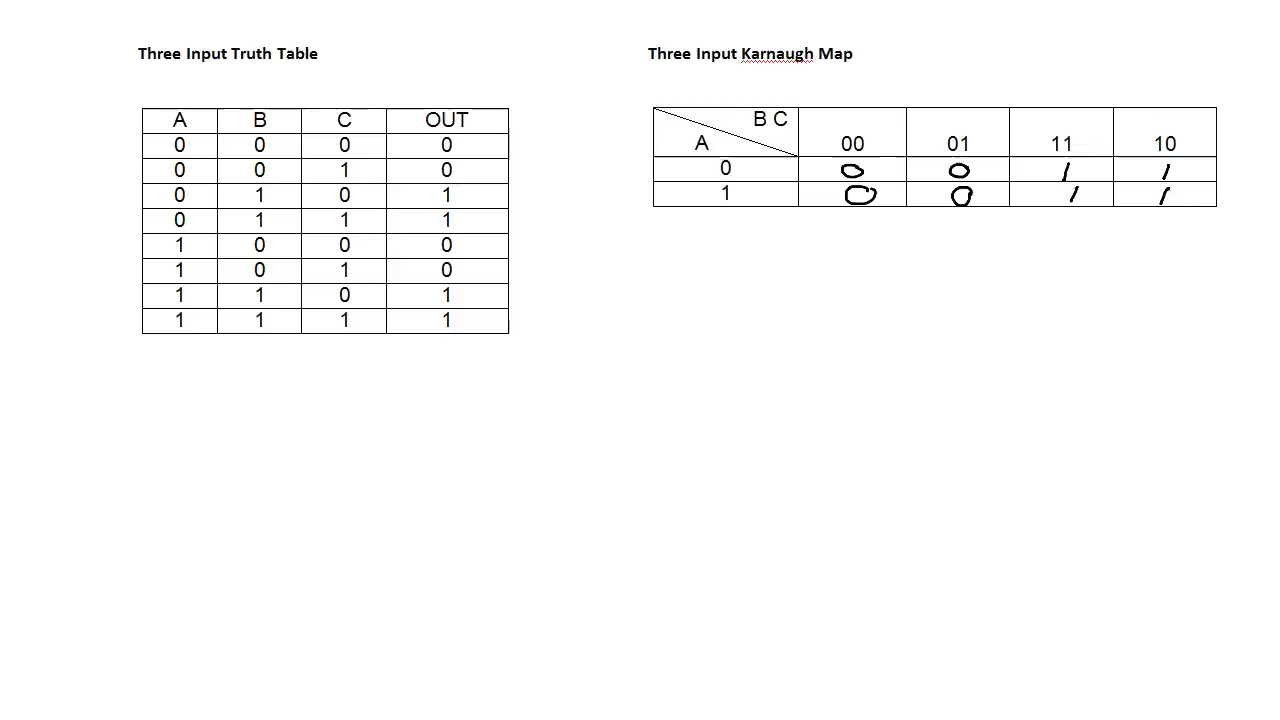 Three Input Truth Table
A B C OUT
0 0 0 0
0 0 1 0
0 1 0 1
0 1 1 1
1 0 0 0
1 0 1 0
1 1 0 1
1 1 1 1
Three Input Karnaugh Map
B C
A 00 01 11 10
0 0 0 1 1
1 0 0 1 1